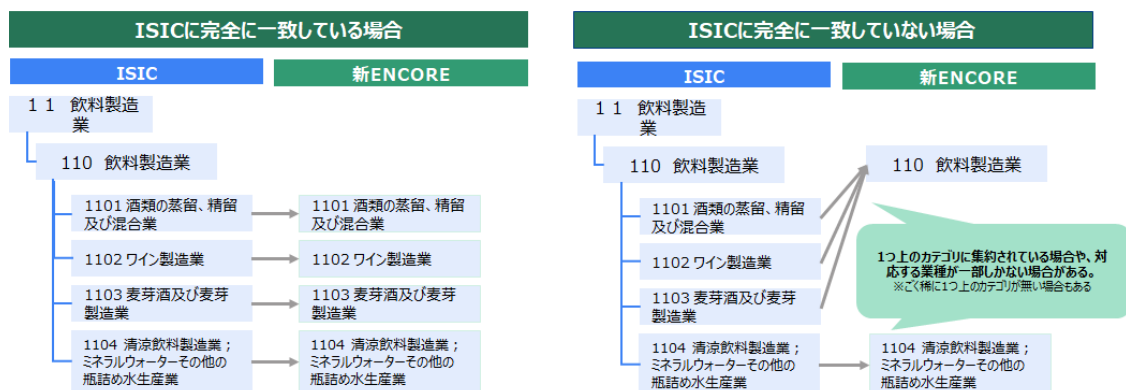 ISICに完全に一致している場合
ISIC
新ENCORE
11 飲料製造
業
110 飲料製造業
1101 酒類の蒸留、精留
及び混合業
1101 酒類の蒸留、精留
及び混合業
1102 ワイン製造業
1102 ワイン製造業
1103 麦芽酒及び麦芽
製造業
1103 麦芽酒及び麦芽
製造業
1104 清涼飲料製造業；
ミネラルウォーターその他の
瓶詰め水生産業
1104 清涼飲料製造業；
ミネラルウォーターその他の
瓶詰め水生産業
ISICに完全に一致していない場合
ISIC
新ENCORE
11 飲料製造
業
110 飲料製造業
110 飲料製造業
1101 酒類の蒸留、精留
及び混合業
1102 ワイン製造業
1103 麦芽酒及び麦芽
製造業
1つ上のカテゴリに集約されている場合や、対
応する業種が一部しかない場合がある。
※ごく稀に1つ上のカテゴリが無い場合もある
1104 清涼飲料製造業；
ミネラルウォーターその他の
瓶詰め水生産業
1104 清涼飲料製造業；
ミネラルウォーターその他の
瓶詰め水生産業